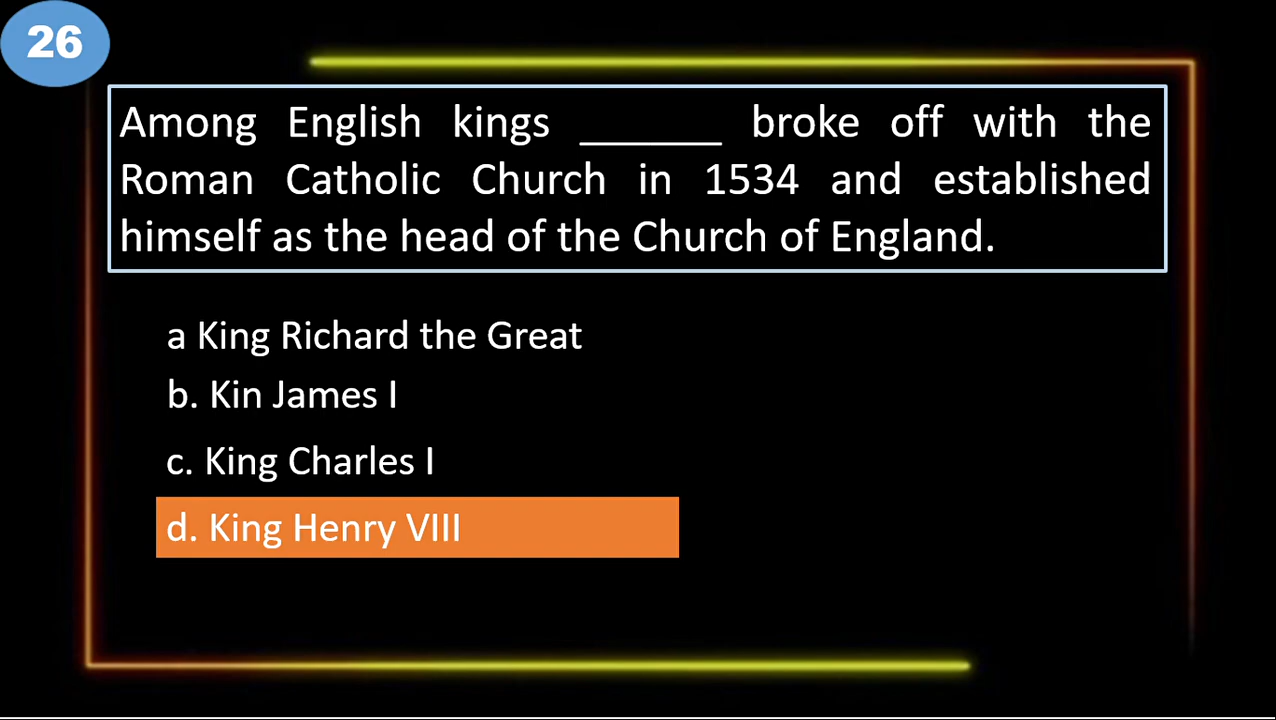 26
Among English kings _______ broke off with the
Roman Catholic Church in 1534 and established
himself as the head of the Church of England.
a King Richard the Great
b. Kin James I
c. King Charles I
d. King Henry VIII